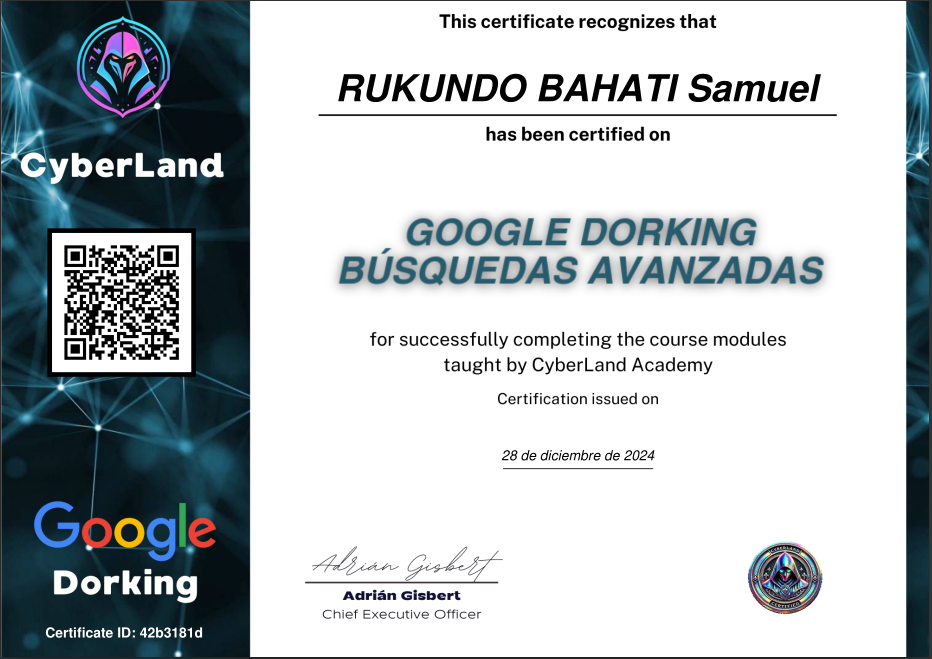 This certificate recognizes that
RUKUNDO BAHATI Samuel
has been certified on
GOOGLE DORKING
BÚSQUEDAS AVANZADAS
for successfully completing the course modules
taught by CyberLand Academy
Certification issued on
28 de diciembre de 2024
Adrián Gisbert
Adrián Gisbert
Chief Executive Officer
CyberLand
Google
Dorking
Certificate ID: 42b3181d
CYBERLAND